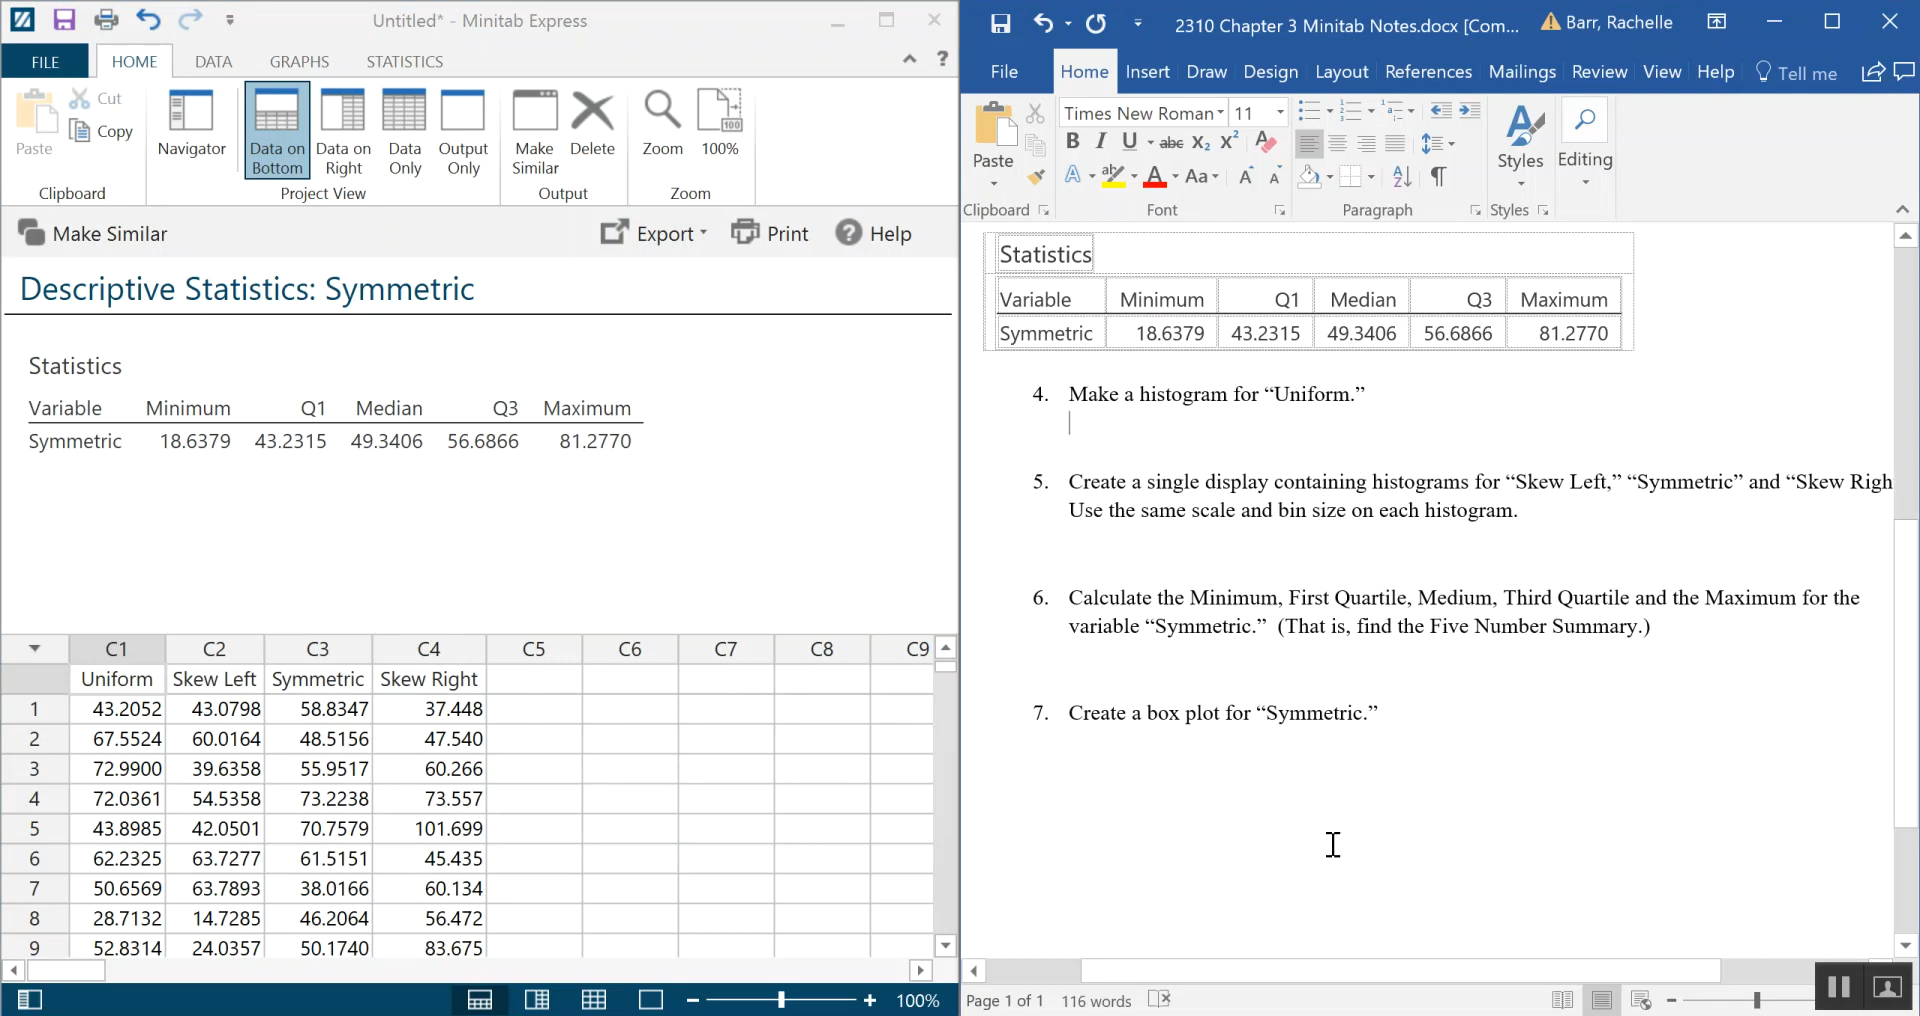 Untitled* - Minitab Express
FILE
HOME
DATA
GRAPHS
STATISTICS
?
Paste
Cut
Copy
Clipboard
Navigator
Data on Bottom
Data on Right
Data Only
Output Only
Project View
Make Similar
Delete
Output
Zoom
100%
Zoom
Make Similar
Export
Print
Help
Descriptive Statistics: Symmetric
Statistics
Variable Minimum Q1 Median Q3 Maximum
Symmetric 18.6379 43.2315 49.3406 56.6866 81.2770
C1 C2 C3 C4 C5 C6 C7 C8 C9
Uniform Skew Left Symmetric Skew Right
1 43.2052 43.0798 58.8347 37.448
2 67.5524 60.0164 48.5156 47.540
3 72.9900 39.6358 55.9517 60.266
4 72.0361 54.5358 73.2238 73.557
5 43.8985 42.0501 70.7579 101.699
6 62.2325 63.7277 61.5151 45.435
7 50.6569 63.7893 38.0166 60.134
8 28.7132 14.7285 46.2064 56.472
9 52.8314 24.0357 50.1740 83.675
100%
2310 Chapter 3 Minitab Notes.docx [Com...
Barr, Rachelle
File Home Insert Draw Design Layout References Mailings Review View Help Tell me
Paste
Clipboard
Times New Roman 11
B I U abc X₂ X²
A ab A Aa A A
Font
Paragraph
Styles
Styles
Editing
Statistics
Variable Minimum Q1 Median Q3 Maximum
Symmetric 18.6379 43.2315 49.3406 56.6866 81.2770
4. Make a histogram for “Uniform.”
5. Create a single display containing histograms for “Skew Left,” “Symmetric” and “Skew Righ
Use the same scale and bin size on each histogram.
6. Calculate the Minimum, First Quartile, Medium, Third Quartile and the Maximum for the
variable “Symmetric.” (That is, find the Five Number Summary.)
7. Create a box plot for “Symmetric.”
Page 1 of 1 116 words